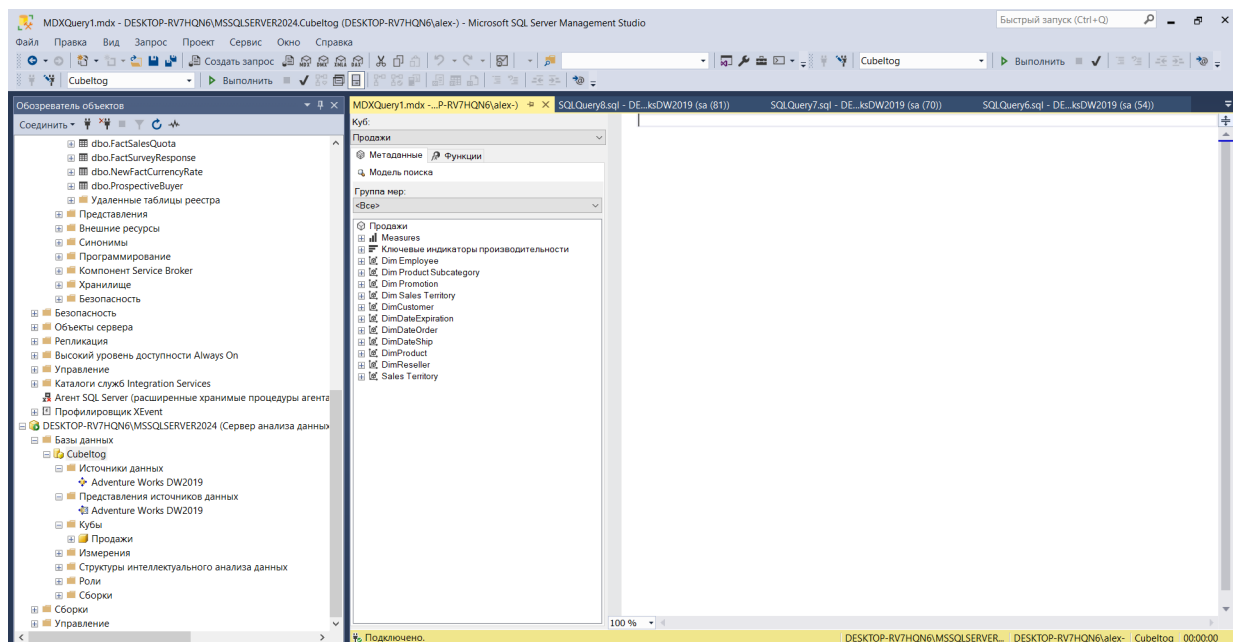 MDXQuery1.mdx - DESKTOP-RV7HQN6\MSSQLSERVER2024.Cubeltog (DESKTOP-RV7HQN6\alex-) - Microsoft SQL Server Management Studio
Быстрый запуск (Ctrl+Q)
Файл Правка Вид Запрос Проект Сервис Окно Справка
Создать запрос
Cubeltog
Выполнить
Cubeltog
Выполнить
Обозреватель объектов
Соединить
dbo.FactSalesQuota
dbo.FactSurveyResponse
dbo.NewFactCurrencyRate
dbo.ProspectiveBuyer
Удаленные таблицы реестра
Представления
Внешние ресурсы
Синонимы
Программирование
Компонент Service Broker
Хранилище
Безопасность
Безопасность
Объекты сервера
Репликация
Высокий уровень доступности Always On
Управление
Каталоги служб Integration Services
Агент SQL Server (расширенные хранимые процедуры агента
Профилировщик XEvent
DESKTOP-RV7HQN6\MSSQLSERVER2024 (Сервер анализа данных
Базы данных
Cubeltog
Источники данных
Adventure Works DW2019
Представления источников данных
Adventure Works DW2019
Кубы
Продажи
Измерения
Структуры интеллектуального анализа данных
Роли
Сборки
Сборки
Управление
MDXQuery1.mdx -...P-RV7HQN6\alex-)
SQLQuery8.sql - DE...ksDW2019 (sa (81))
SQLQuery7.sql - DE...ksDW2019 (sa (70))
SQLQuery6.sql - DE...ksDW2019 (sa (54))
Куб:
Продажи
Метаданные Функции
Модель поиска
Группа мер:
<Все>
Продажи
Measures
Ключевые индикаторы производительности
Dim Employee
Dim Product Subcategory
Dim Promotion
Dim Sales Territory
DimCustomer
DimDateExpiration
DimDateOrder
DimDateShip
DimProduct
DimReseller
Sales Territory
100 %
Подключено.
DESKTOP-RV7HQN6\MSSQLSERVER... DESKTOP-RV7HQN6\alex- Cubeltog 00:00:00